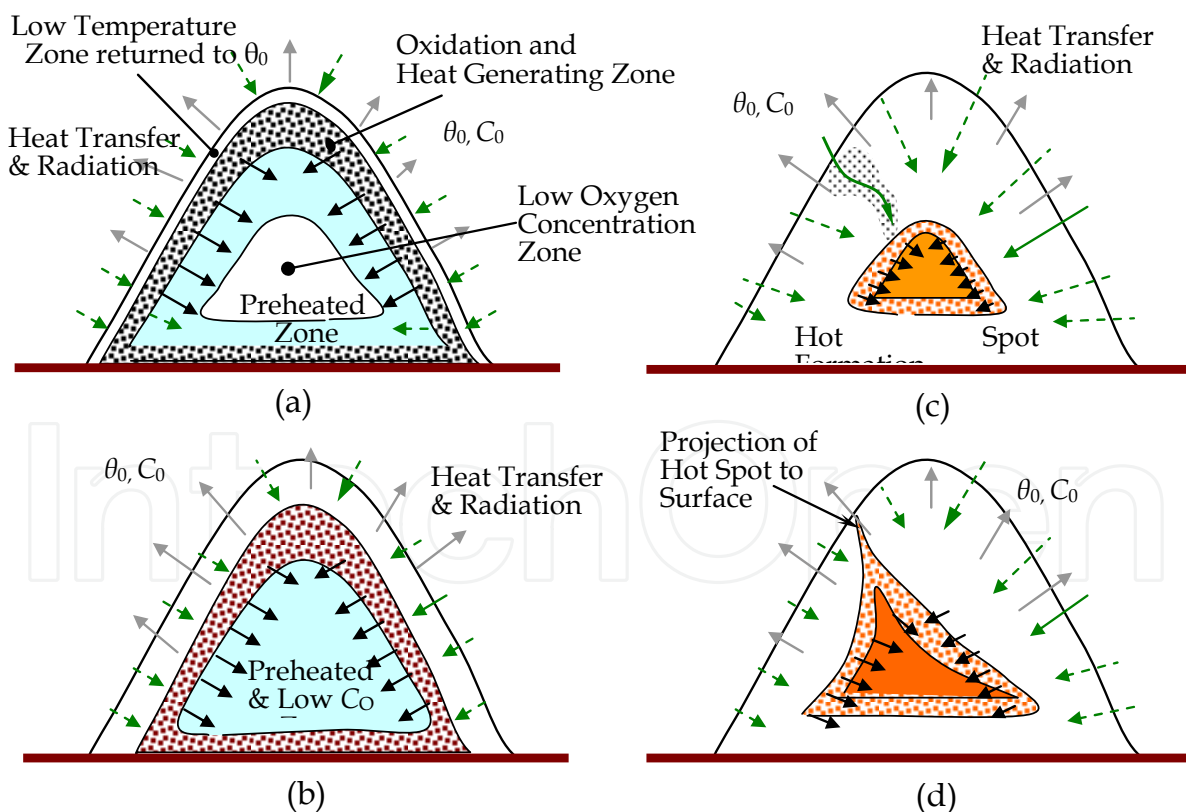 Low Temperature
Zone returned to θ0
Oxidation and
Heat Generating Zone
Heat Transfer
& Radiation
θ0, C0
Low Oxygen
Concentration
Zone
Preheated
Zone
(a)
Heat Transfer
& Radiation
θ0, C0
Hot Spot
Formation
(c)
θ0, C0
Heat Transfer
& Radiation
Preheated
& Low CO
(b)
Projection of
Hot Spot to
Surface
θ0, C0
(d)
IntechOpen